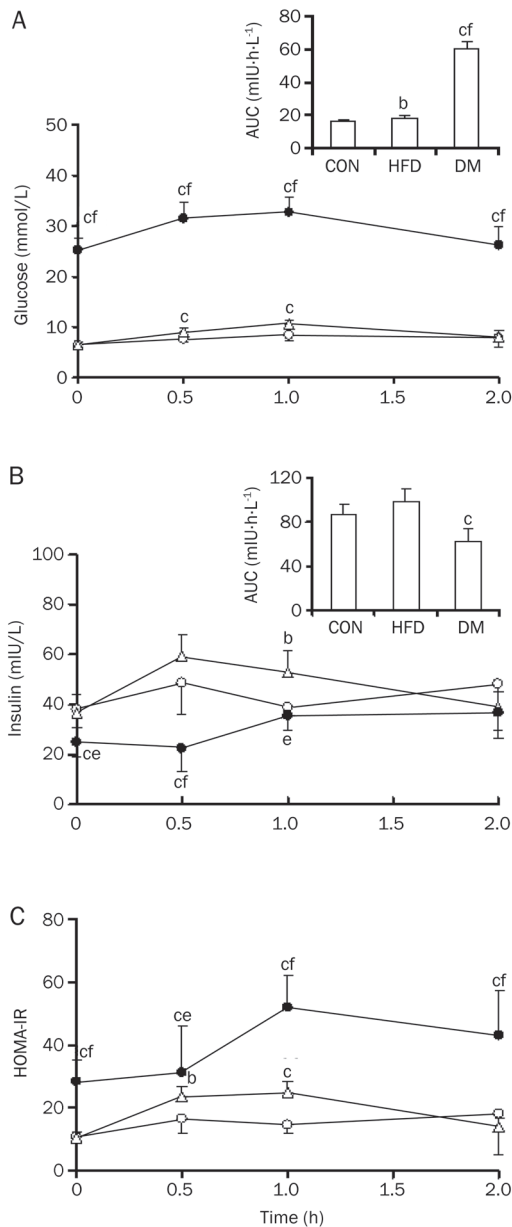 A
AUC (mIU·h·L⁻¹)
80
60
40
20
0
b
cf
CON HFD DM
Glucose (mmol/L)
50
40
30
20
10
0
cf
cf
cf
cf
c
c
0 0.5 1.0 1.5 2.0
B
AUC (mIU·h·L⁻¹)
120
80
40
0
c
CON HFD DM
Insulin (mIU/L)
100
80
60
40
20
0
b
ce
cf
e
0 0.5 1.0 1.5 2.0
C
HOMA-IR
80
60
40
20
0
cf
ce
cf
cf
b
c
0 0.5 1.0 1.5 2.0
Time (h)